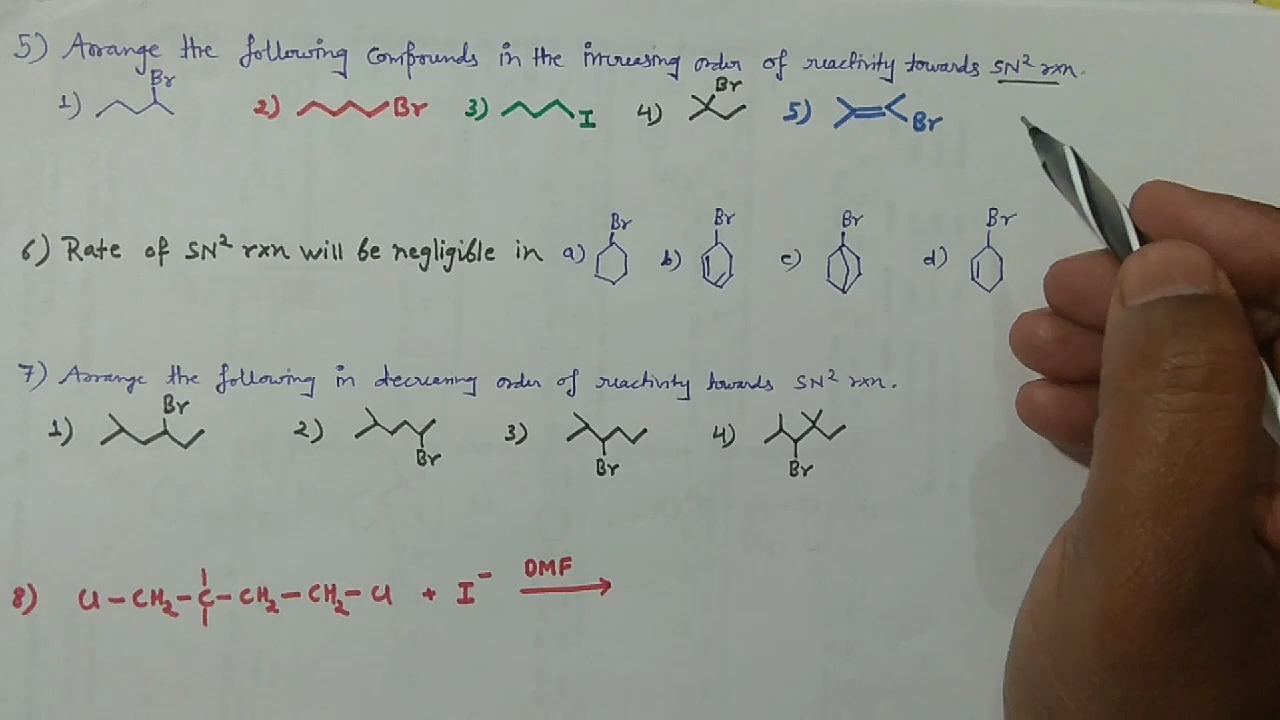 5) Arrange the following compounds in the increasing order of reactivity towards SN² rxn.
1) Br 2) Br 3) I 4) Br 5) Br
6) Rate of SN² rxn will be negligible in a) Br b) Br c) Br d) Br
7) Arrange the following in decreasing order of reactivity towards SN² rxn.
1) Br 2) Br 3) Br 4) Br
8) Cl-CH₂-C-CH₂-CH₂-Cl + I⁻ DMF →